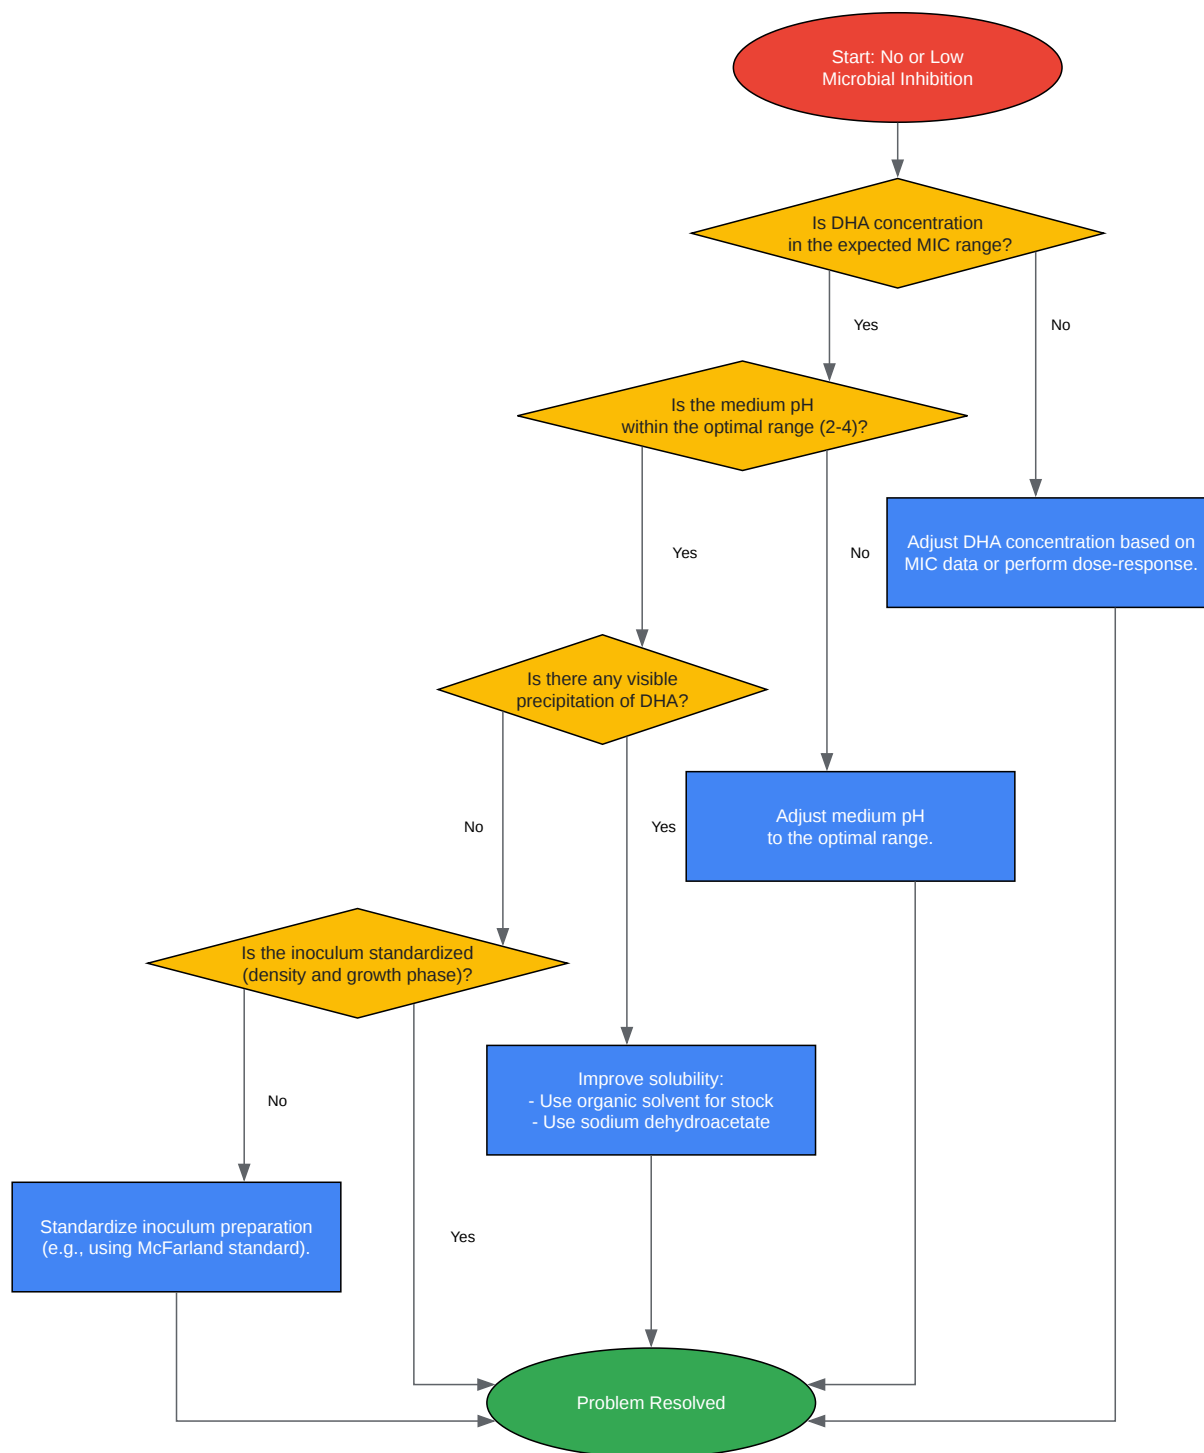 Start: No or Low
Microbial Inhibition
Is DHA concentration
in the expected MIC range?
Yes
No
Is the medium pH
within the optimal range (2-4)?
Yes
No
Adjust DHA concentration based on
MIC data or perform dose-response.
Is there any visible
precipitation of DHA?
No
Yes
Adjust medium pH
to the optimal range.
Is the inoculum standardized
(density and growth phase)?
No
Yes
Improve solubility:
- Use organic solvent for stock
- Use sodium dehydroacetate
Standardize inoculum preparation
(e.g., using McFarland standard).
Problem Resolved